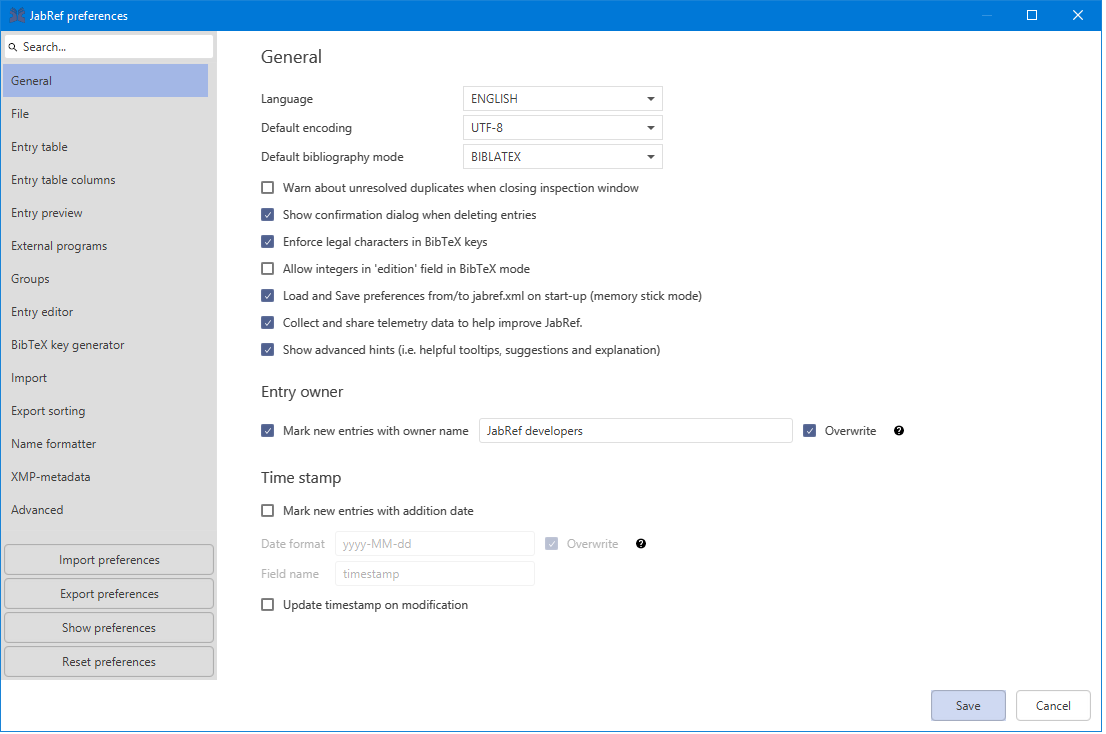 JabRef preferences
Search...
General
File
Entry table
Entry table columns
Entry preview
External programs
Groups
Entry editor
BibTeX key generator
Import
Export sorting
Name formatter
XMP-metadata
Advanced
Import preferences
Export preferences
Show preferences
Reset preferences
General
Language ENGLISH
Default encoding UTF-8
Default bibliography mode BIBLATEX
Warn about unresolved duplicates when closing inspection window
Show confirmation dialog when deleting entries
Enforce legal characters in BibTeX keys
Allow integers in 'edition' field in BibTeX mode
Load and Save preferences from/to jabref.xml on start-up (memory stick mode)
Collect and share telemetry data to help improve JabRef.
Show advanced hints (i.e. helpful tooltips, suggestions and explanation)
Entry owner
Mark new entries with owner name JabRef developers Overwrite ?
Time stamp
Mark new entries with addition date
Date format yyyy-MM-dd Overwrite ?
Field name timestamp
Update timestamp on modification
Save Cancel